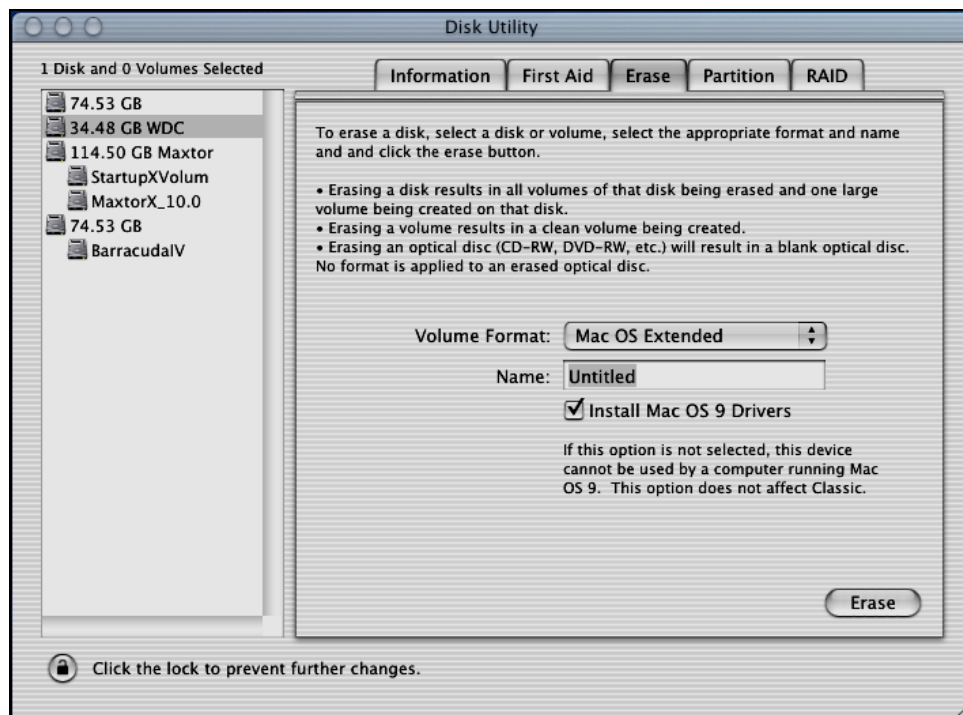 Disk Utility
1 Disk and 0 Volumes Selected
74.53 GB
34.48 GB WDC
114.50 GB Maxtor
StartupXVolum
MaxtorX_10.0
74.53 GB
BarracudaIV
Information First Aid Erase Partition RAID
To erase a disk, select a disk or volume, select the appropriate format and name
and and click the erase button.
• Erasing a disk results in all volumes of that disk being erased and one large
volume being created on that disk.
• Erasing a volume results in a clean volume being created.
• Erasing an optical disc (CD-RW, DVD-RW, etc.) will result in a blank optical disc.
No format is applied to an erased optical disc.
Volume Format: Mac OS Extended
Name: Untitled
Install Mac OS 9 Drivers
If this option is not selected, this device
cannot be used by a computer running Mac
OS 9. This option does not affect Classic.
Erase
Click the lock to prevent further changes.